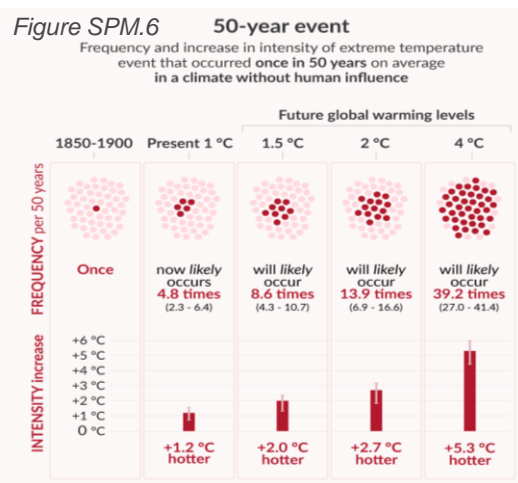 Figure SPM.6
50-year event
Frequency and increase in intensity of extreme temperature
event that occurred once in 50 years on average
in a climate without human influence
Future global warming levels
1850-1900 Present 1 °C 1.5 °C 2 °C 4 °C
FREQUENCY per 50 years
Once
now likely
occurs
4.8 times
(2.3 - 6.4)
will likely
occur
8.6 times
(4.3 - 10.7)
will likely
occur
13.9 times
(6.9 - 16.6)
will likely
occur
39.2 times
(27.0 - 41.4)
INTENSITY increase
+6 °C
+5 °C
+4 °C
+3 °C
+2 °C
+1 °C
0 °C
+1.2 °C
hotter
+2.0 °C
hotter
+2.7 °C
hotter
+5.3 °C
hotter